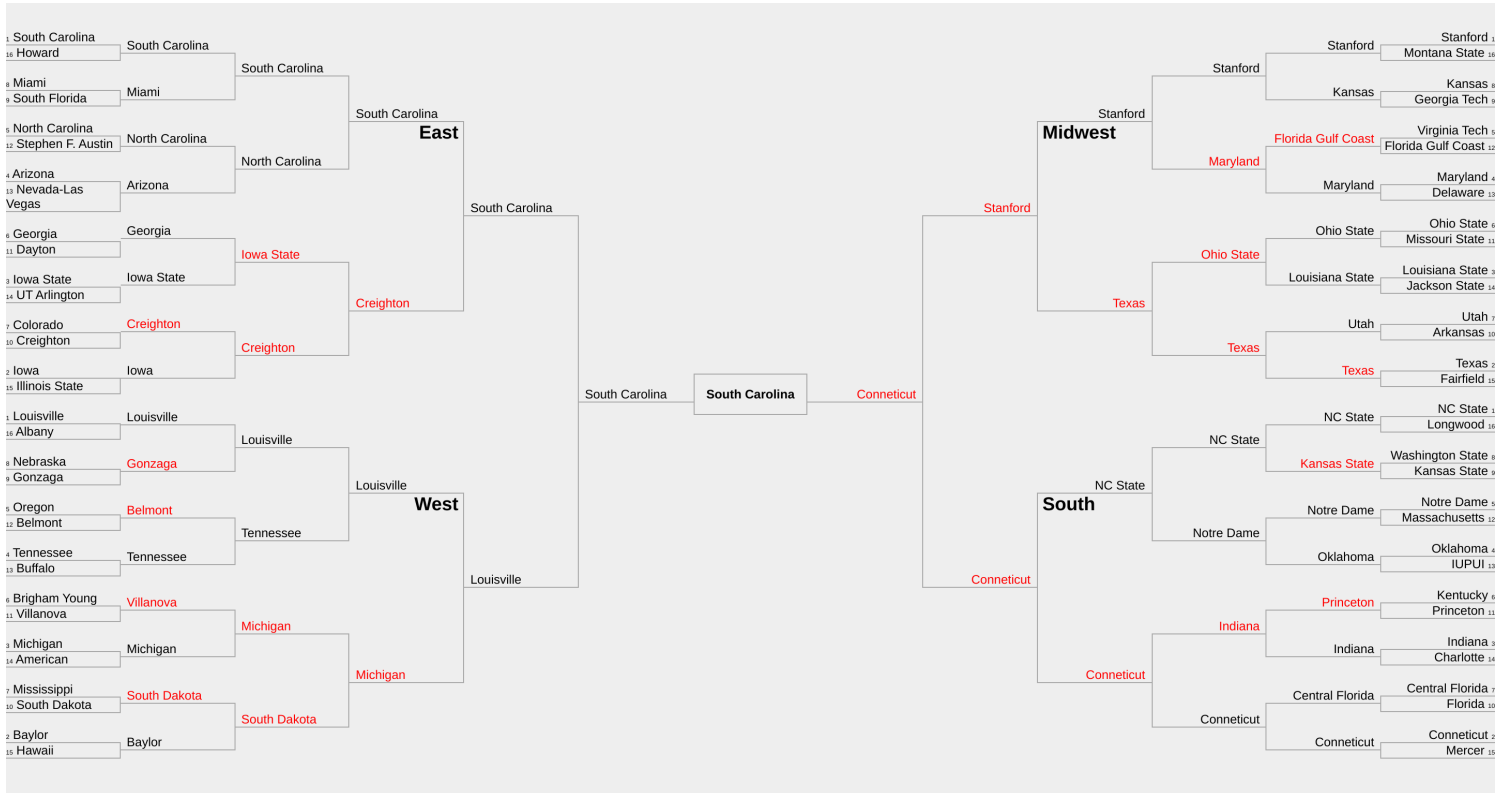 1 South Carolina
16 Howard
8 Miami
9 South Florida
5 North Carolina
12 Stephen F. Austin
4 Arizona
13 Nevada-Las
Vegas
6 Georgia
11 Dayton
3 Iowa State
14 UT Arlington
7 Colorado
10 Creighton
2 Iowa
15 Illinois State
1 Louisville
16 Albany
8 Nebraska
9 Gonzaga
5 Oregon
12 Belmont
4 Tennessee
13 Buffalo
6 Brigham Young
11 Villanova
3 Michigan
14 American
7 Mississippi
10 South Dakota
2 Baylor
15 Hawaii
South Carolina
Miami
North Carolina
Arizona
Georgia
Iowa State
Creighton
Iowa
Louisville
Gonzaga
Belmont
Tennessee
Villanova
Michigan
South Dakota
Baylor
South Carolina
North Carolina
Iowa State
Creighton
Louisville
Tennessee
Michigan
South Dakota
South Carolina
East
Creighton
Louisville
West
Michigan
South Carolina
Louisville
South Carolina
South Carolina
Conneticut
Stanford
Conneticut
Stanford
Midwest
Texas
NC State
South
Conneticut
Stanford
Maryland
Ohio State
Texas
NC State
Notre Dame
Indiana
Conneticut
Stanford
Kansas
Florida Gulf Coast
Maryland
Ohio State
Louisiana State
Utah
Texas
NC State
Kansas State
Notre Dame
Oklahoma
Princeton
Indiana
Central Florida
Conneticut
Stanford 1
Montana State 16
Kansas 8
Georgia Tech 9
Virginia Tech 5
Florida Gulf Coast 12
Maryland 4
Delaware 13
Ohio State 6
Missouri State 11
Louisiana State 3
Jackson State 14
Utah 7
Arkansas 10
Texas 2
Fairfield 15
NC State 1
Longwood 16
Washington State 8
Kansas State 9
Notre Dame 5
Massachusetts 12
Oklahoma 4
IUPUI 13
Kentucky 6
Princeton 11
Indiana 3
Charlotte 14
Central Florida 7
Florida 10
Conneticut 2
Mercer 15